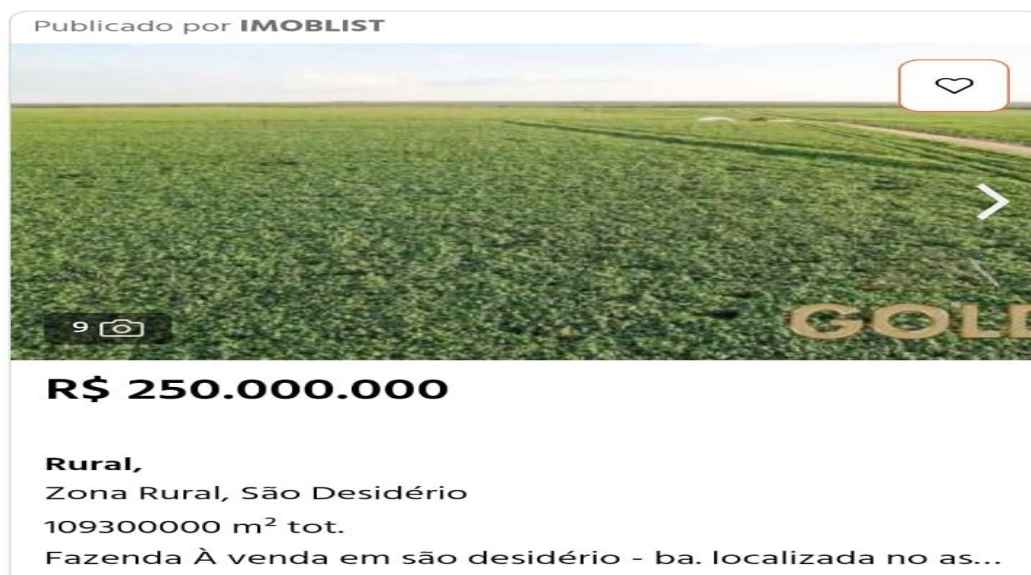 Publicado por IMOBLIST
9
R$ 250.000.000
Rural,
Zona Rural, São Desidério
109300000 m² tot.
Fazenda À venda em são desidério - ba. localizada no as...